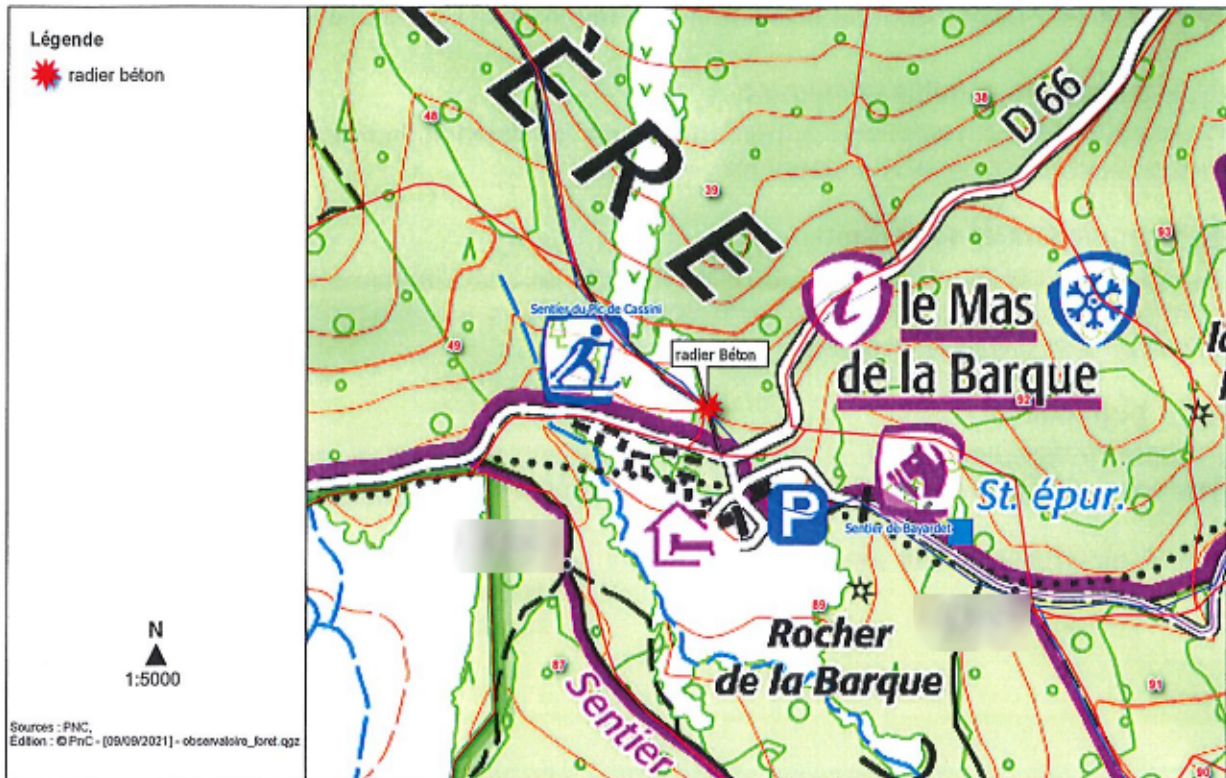 Légende
radier béton
N
1:5000
Sources : PNC,
Édition : © PnC - [09/09/2021] - observatoire_foret.qgz
ÈRE
48
38
D 66
39
93
i le Mas
Sentier du Pic de Cassini
49
radier Béton
de la Barque
92
P
St. épur.
Sentier de Bayardet
89
Rocher
de la Barque
87
Sentier
91
90